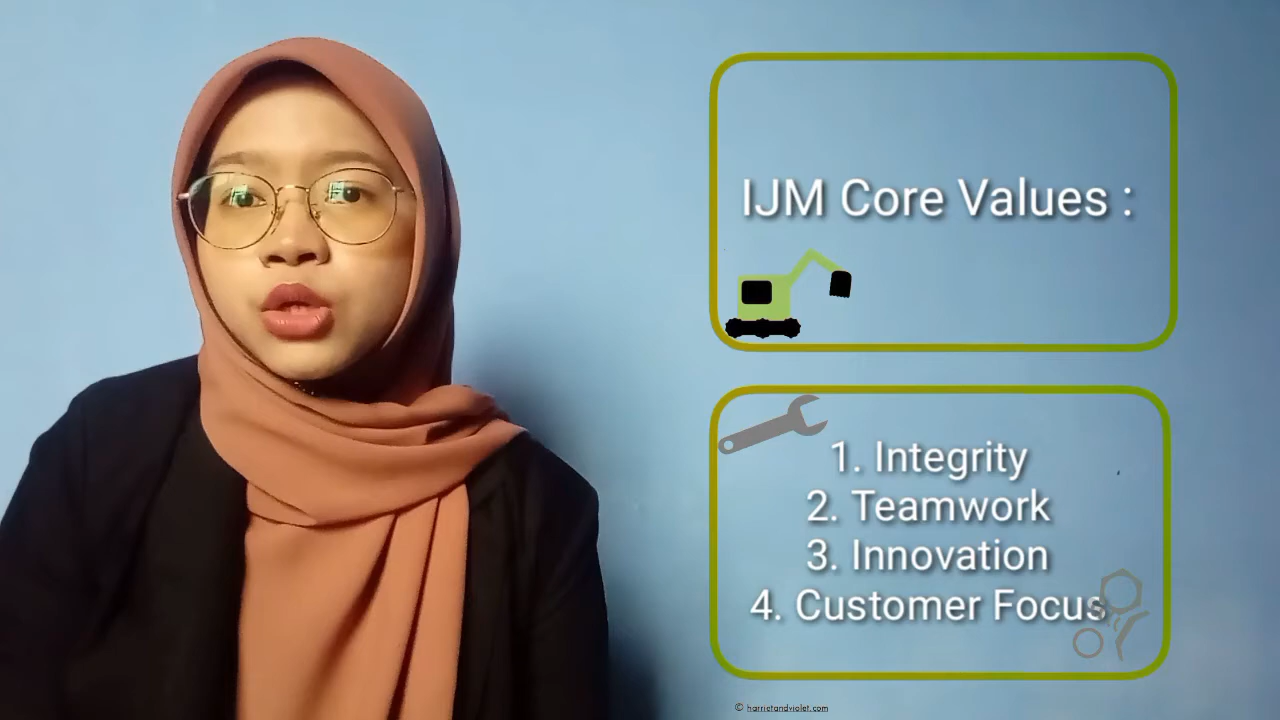 IJM Core Values :
1. Integrity
2. Teamwork
3. Innovation
4. Customer Focus
© harrietandviolet.com